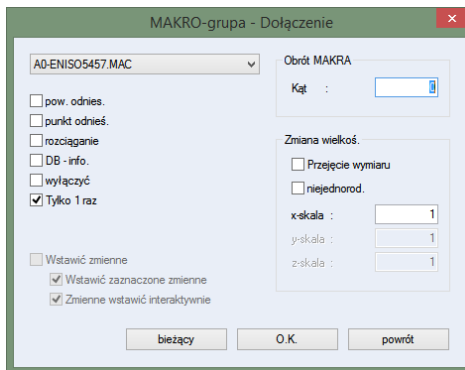 MAKRO-grupa - Dołączenie
A0-ENISO5457.MAC
pow. odnies.
punkt odnieś.
rozciąganie
DB - info.
wyłączyć
Tylko 1 raz
Wstawić zmienne
Wstawić zaznaczone zmienne
Zmienne wstawić interaktywnie
Obrót MAKRA
Kąt :
0
Zmiana wielkoś.
Przejęcie wymiaru
niejednorod.
x-skala : 1
y-skala : 1
z-skala : 1
bieżący O.K. powrót